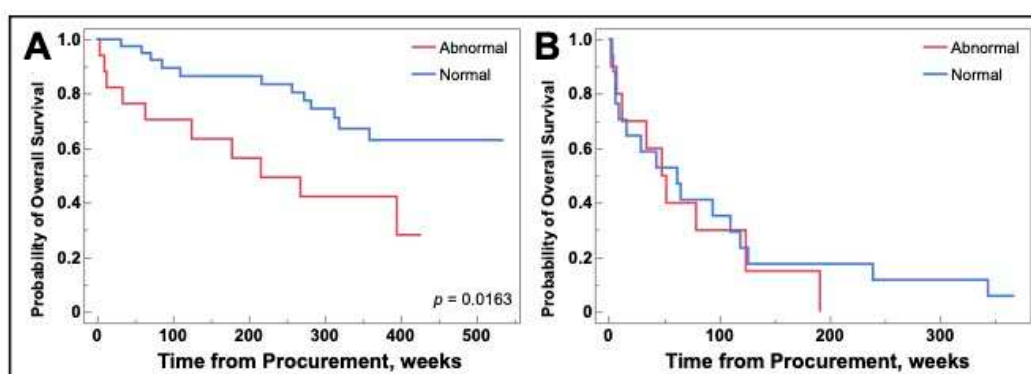 A
Probability of Overall Survival
1.0
0.8
0.6
0.4
0.2
0
Abnormal
Normal
p = 0.0163
0 100 200 300 400 500
Time from Procurement, weeks
B
Probability of Overall Survival
1.0
0.8
0.6
0.4
0.2
0
Abnormal
Normal
0 100 200 300
Time from Procurement, weeks